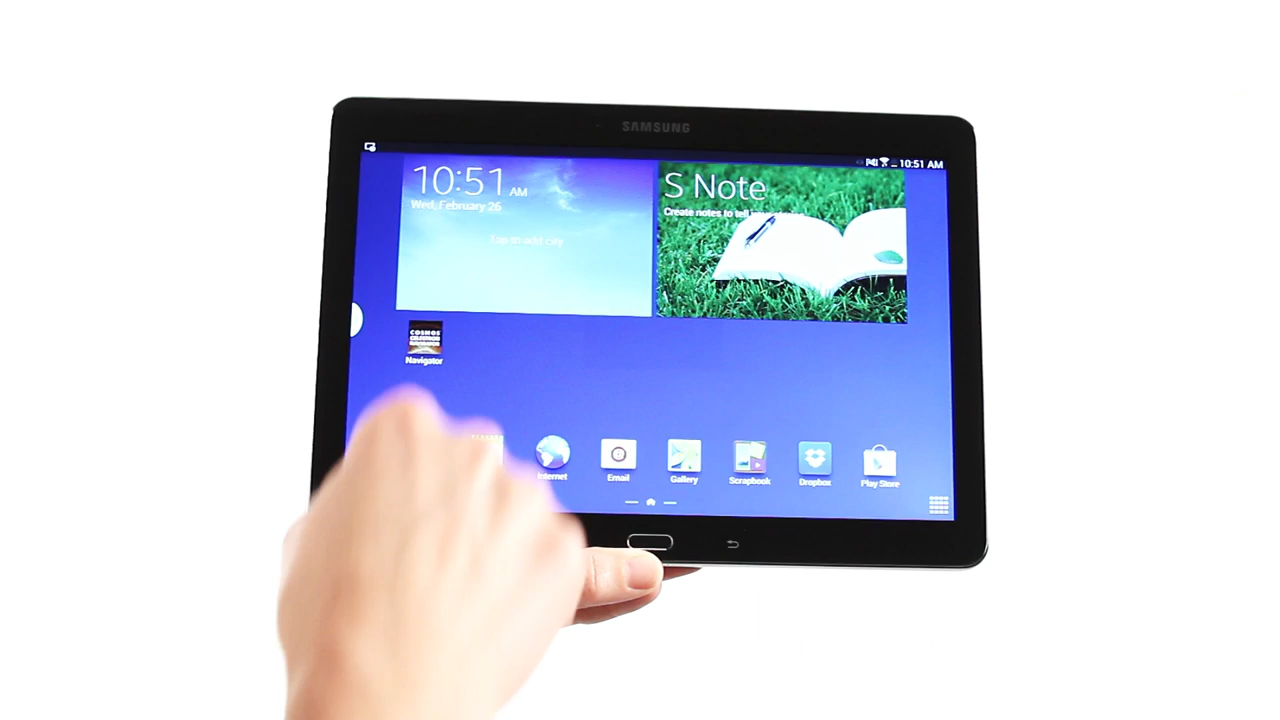 SAMSUNG
10:51 AM
10:51 AM
Wed, February 26
Tap to add city
S Note
Create notes to tell
COSMOS
Navigator
Internet
Email
Gallery
Scrapbook
Dropbox
Play Store